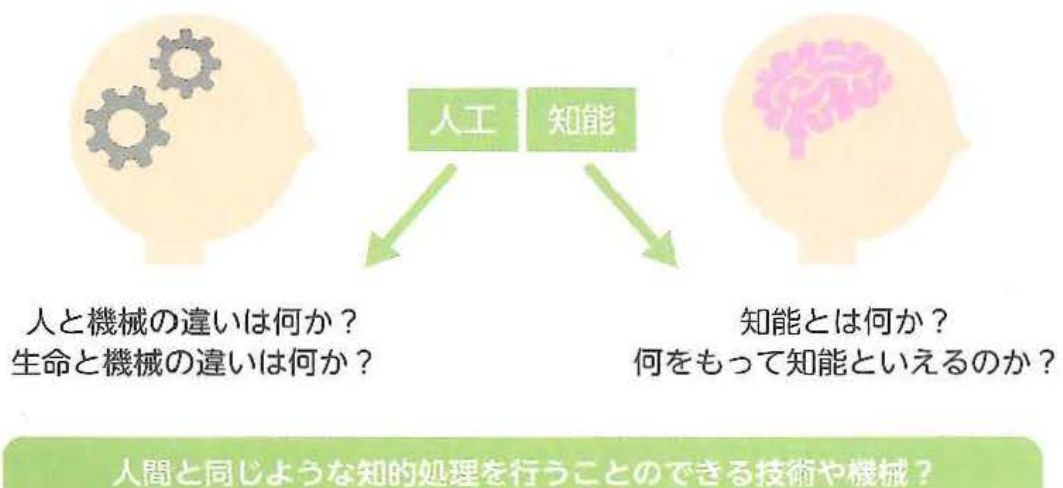 人工 知能
人と機械の違いは何か？
生命と機械の違いは何か？
知能とは何か？
何をもって知能といえるのか？
人間と同じような知的処理を行うことのできる技術や機械？